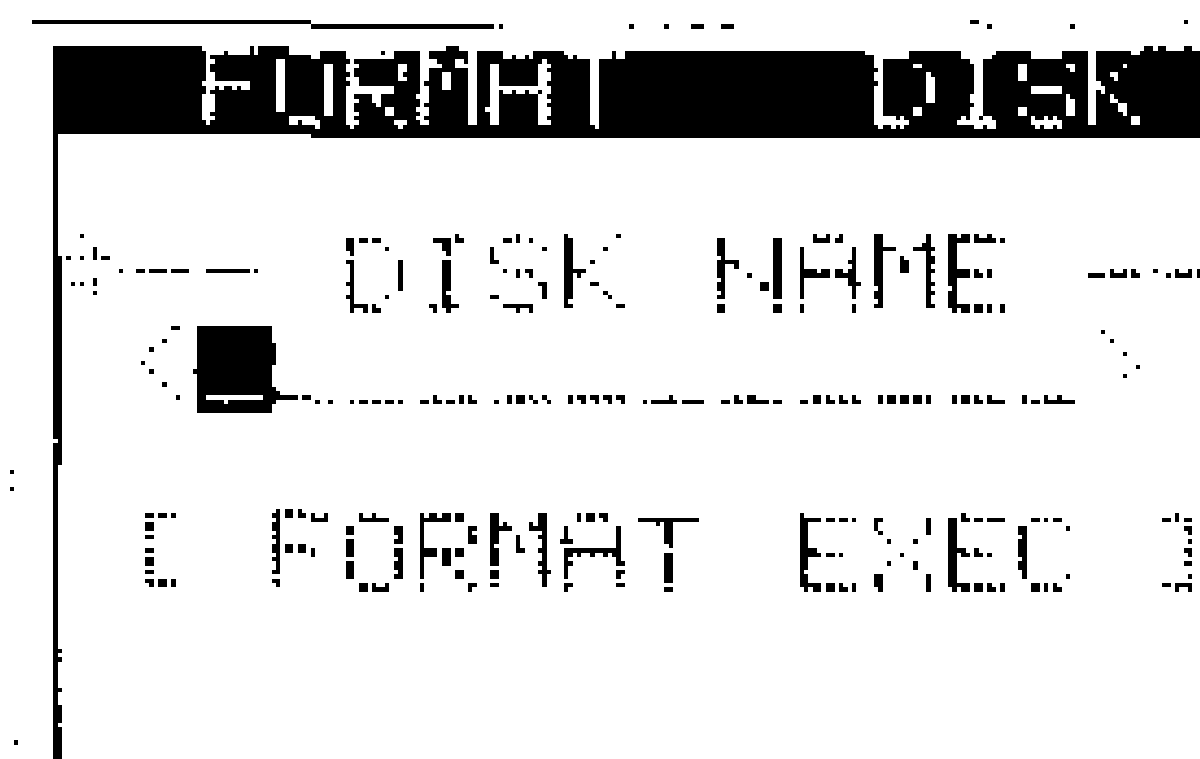 FORMAT DISK
*--- DISK NAME ---
< >
[ FORMAT EXEC ]